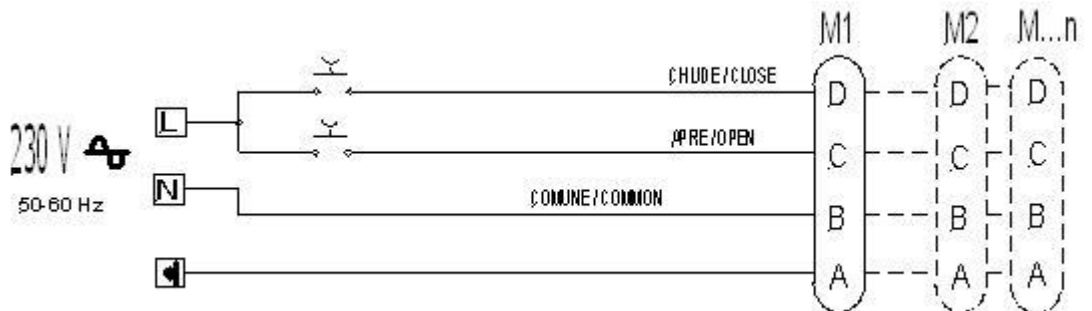 M1 M2 M...n
CHIUDE/CLOSE
D D D
L
APRE/OPEN
230 V
C C C
N
COMUNE/COMMON
50-60 Hz
B B B
A A A